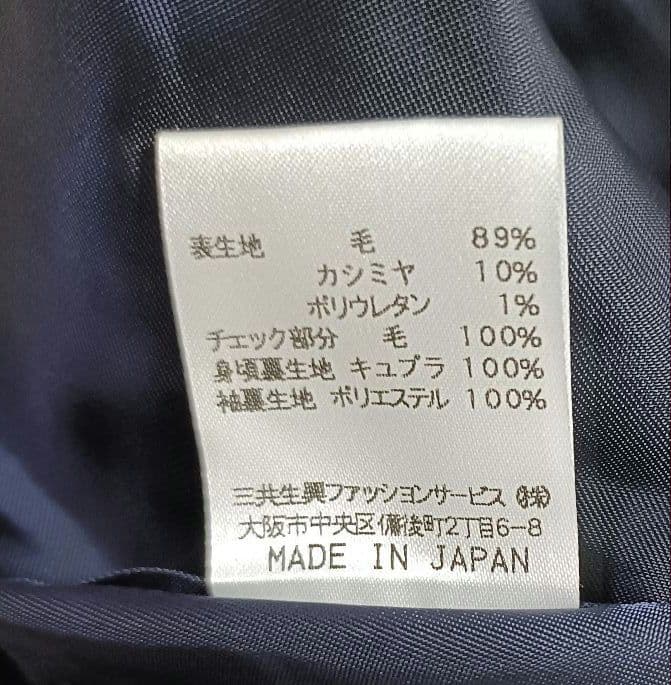 表生地 毛 89%
カシミヤ 10%
ポリウレタン 1%
チェック部分 毛 100%
身頃裏生地 キュプラ 100%
袖裏生地 ポリエステル 100%
三共生興ファッションサービス㈱
大阪市中央区備後町2丁目6-8
MADE IN JAPAN